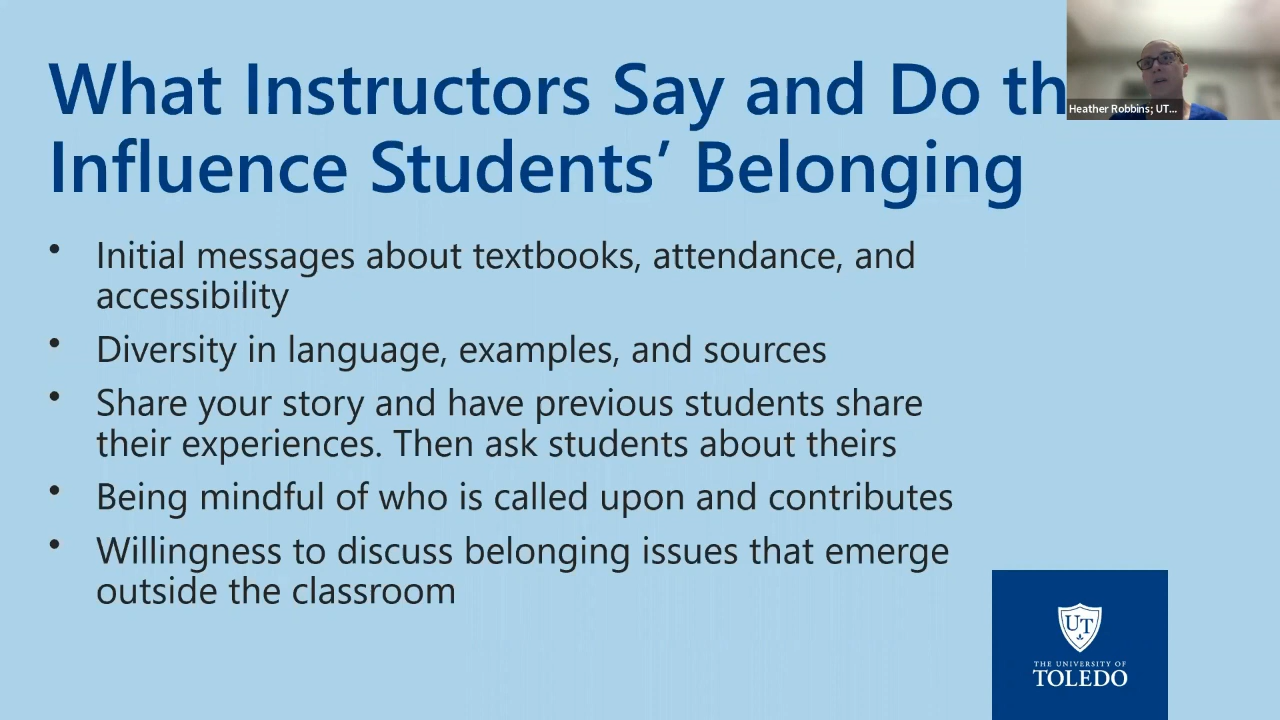 What Instructors Say and Do th
Influence Students’ Belonging
Heather Robbins; UT...
• Initial messages about textbooks, attendance, and
accessibility
• Diversity in language, examples, and sources
• Share your story and have previous students share
their experiences. Then ask students about theirs
• Being mindful of who is called upon and contributes
• Willingness to discuss belonging issues that emerge
outside the classroom
UT
THE UNIVERSITY OF
TOLEDO